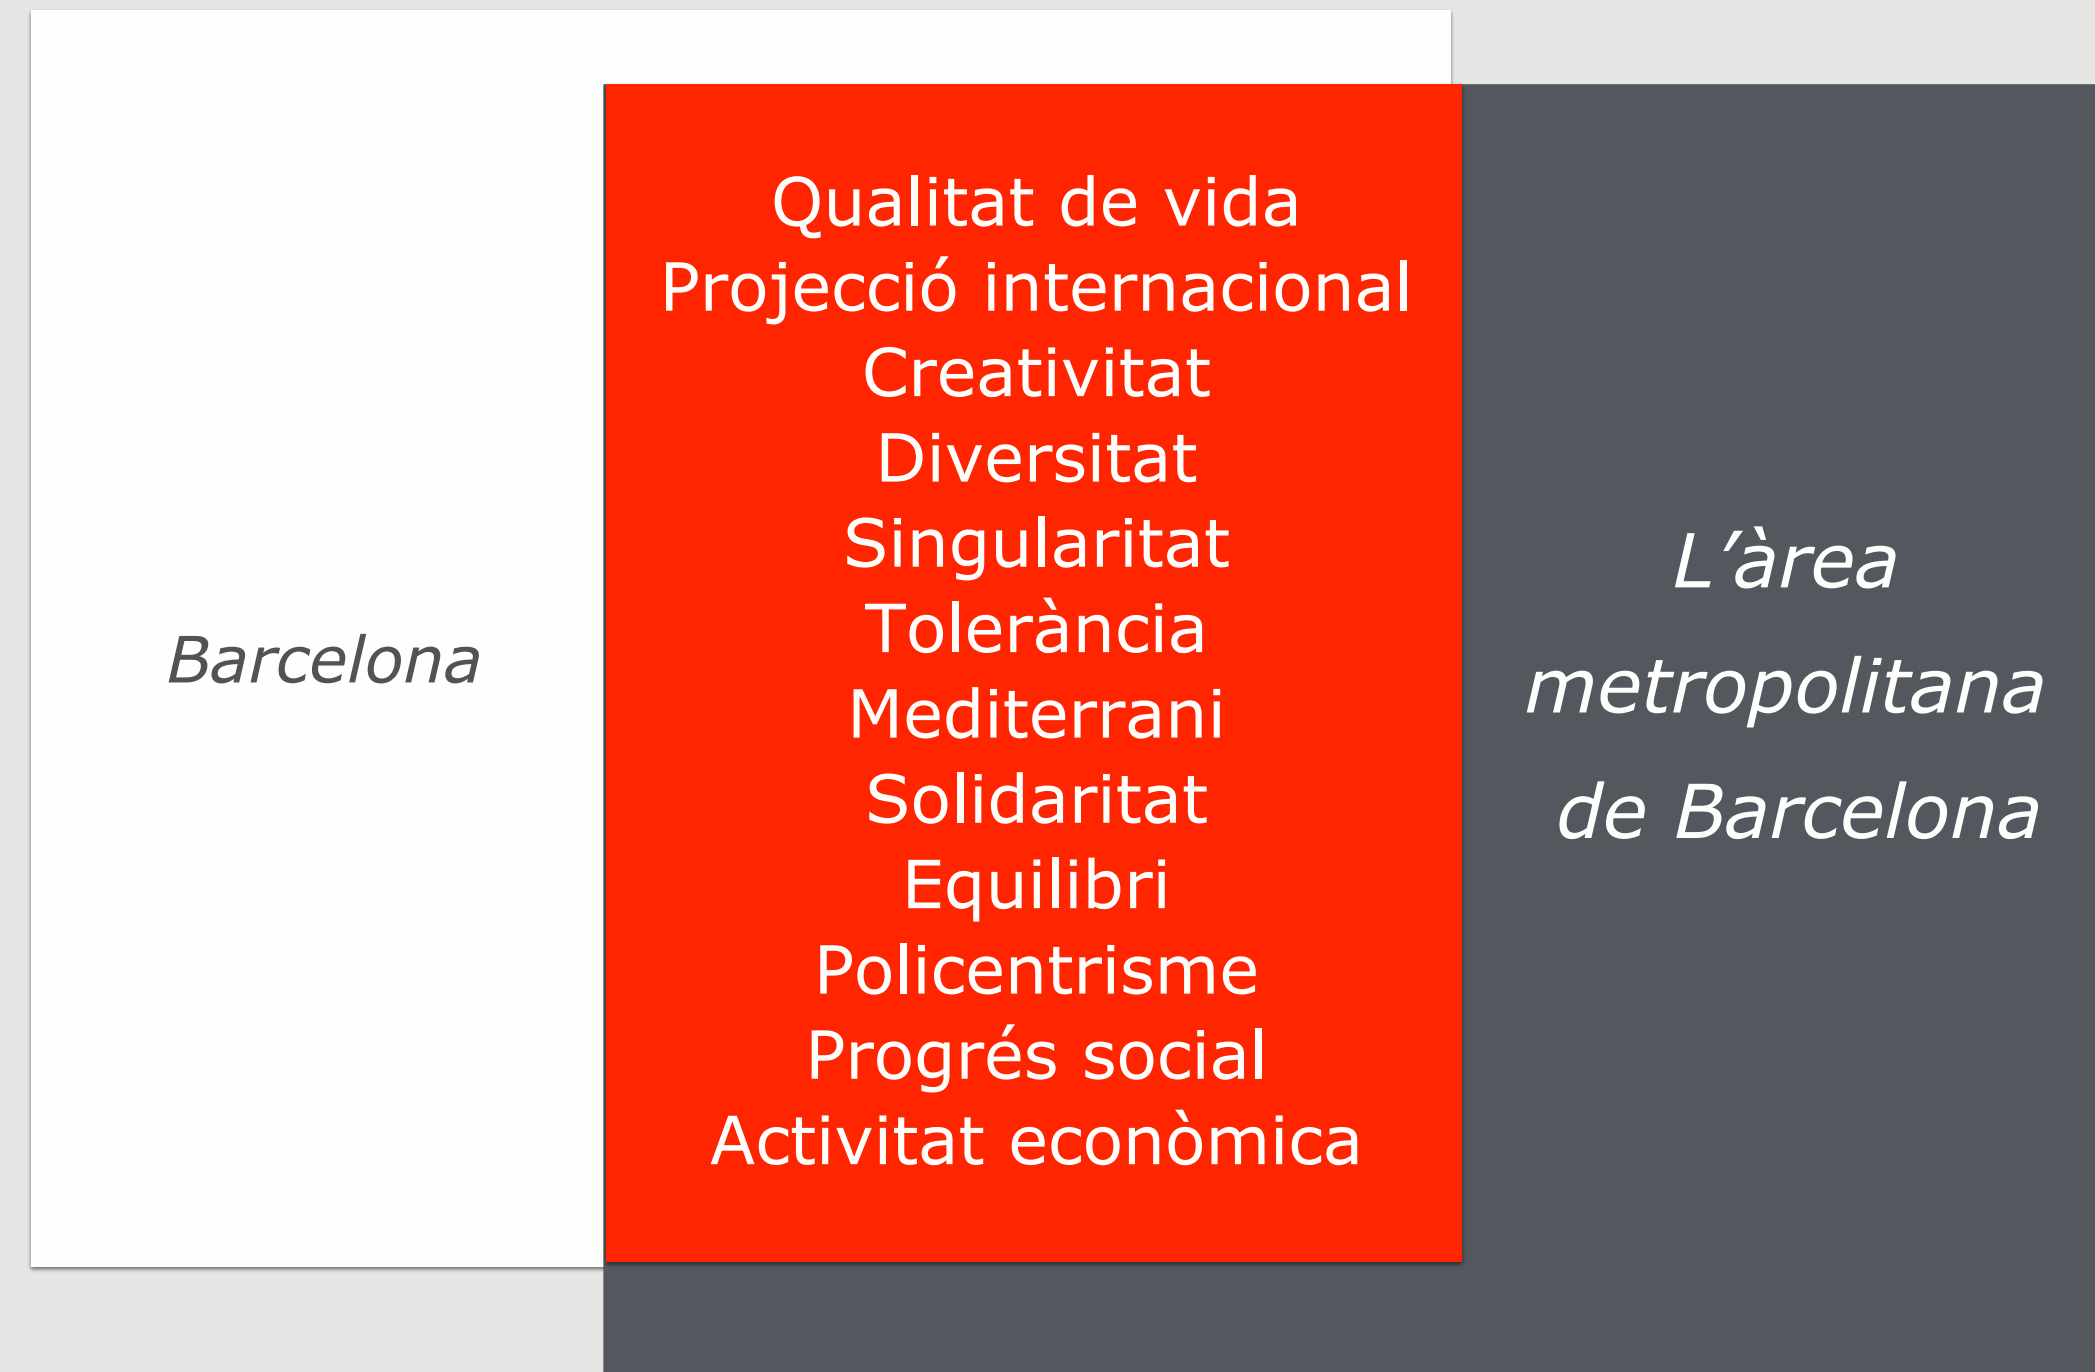 Barcelona
Qualitat de vida
Projecció internacional
Creativitat
Diversitat
Singularitat
Tolerància
Mediterrani
Solidaritat
Equilibri
Policentrisme
Progrés social
Activitat econòmica
L’àrea
metropolitana
de Barcelona